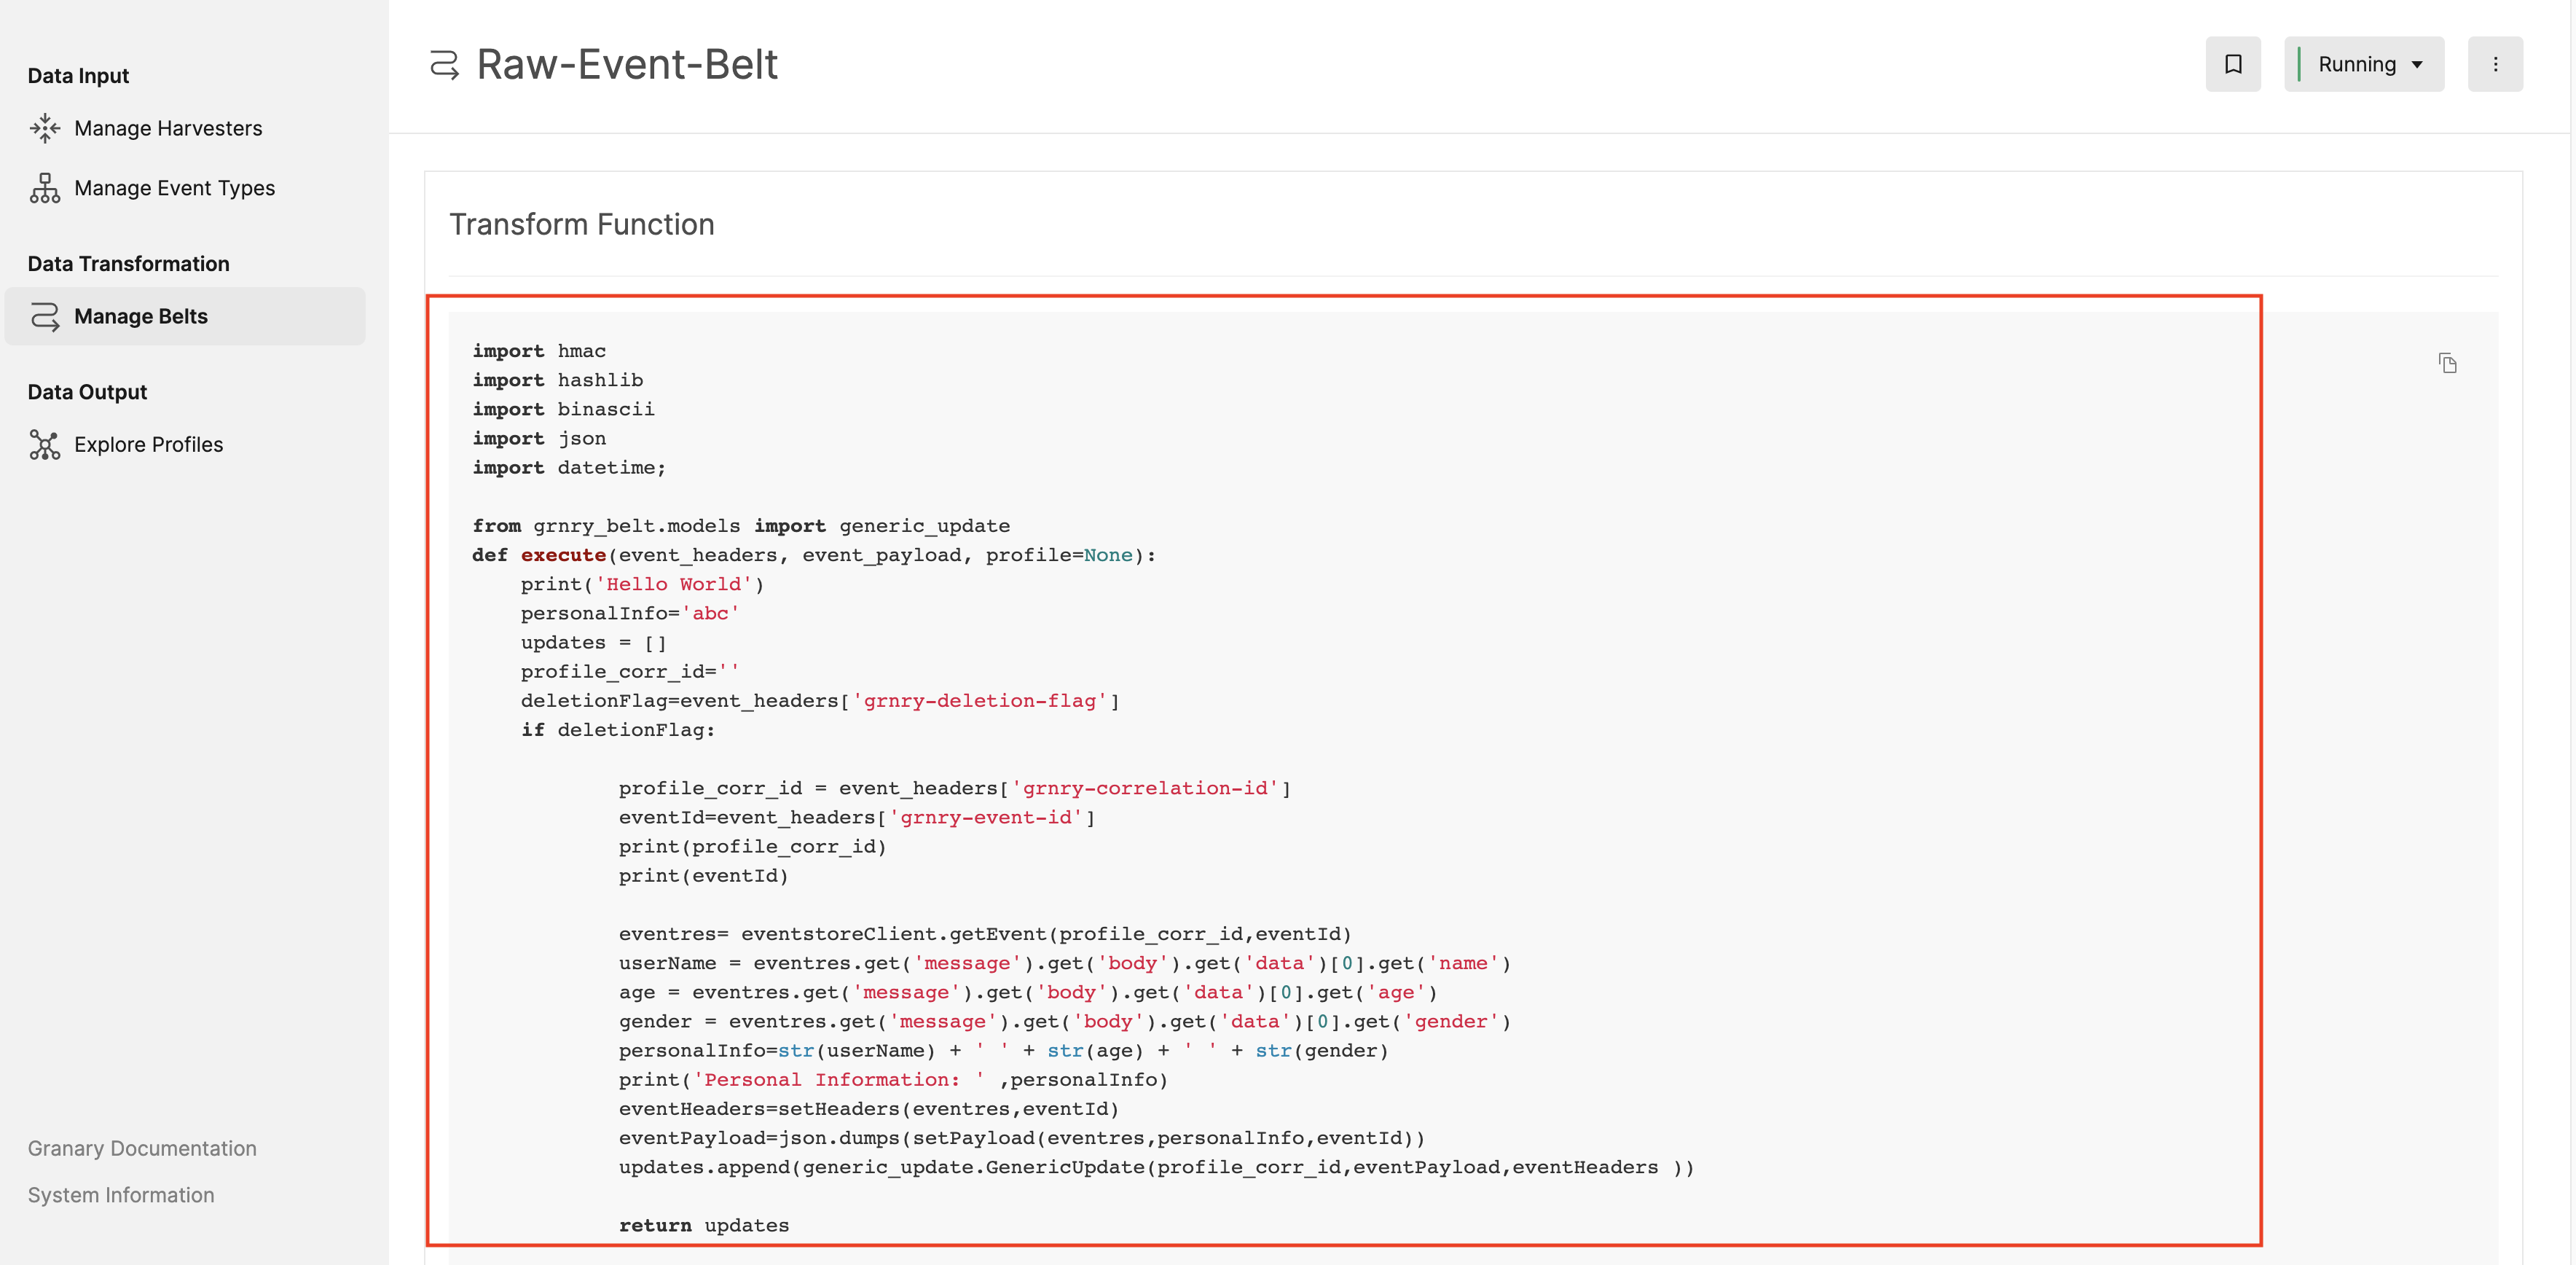 Data Input
Manage Harvesters
Manage Event Types
Data Transformation
Manage Belts
Data Output
Explore Profiles
Granary Documentation
System Information
Raw-Event-Belt
Running
Transform Function
import hmac
import hashlib
import binascii
import json
import datetime;
from grnry_belt.models import generic_update
def execute(event_headers, event_payload, profile=None):
    print('Hello World')
    personalInfo='abc'
    updates = []
    profile_corr_id=''
    deletionFlag=event_headers['grnry-deletion-flag']
    if deletionFlag:
            profile_corr_id = event_headers['grnry-correlation-id']
            eventId=event_headers['grnry-event-id']
            print(profile_corr_id)
            print(eventId)
            eventres= eventstoreClient.getEvent(profile_corr_id,eventId)
            userName = eventres.get('message').get('body').get('data')[0].get('name')
            age = eventres.get('message').get('body').get('data')[0].get('age')
            gender = eventres.get('message').get('body').get('data')[0].get('gender')
            personalInfo=str(userName) + ' ' + str(age) + ' ' + str(gender)
            print('Personal Information: ' ,personalInfo)
            eventHeaders=setHeaders(eventres,eventId)
            eventPayload=json.dumps(setPayload(eventres,personalInfo,eventId))
            updates.append(generic_update.GenericUpdate(profile_corr_id,eventPayload,eventHeaders ))
            return updates